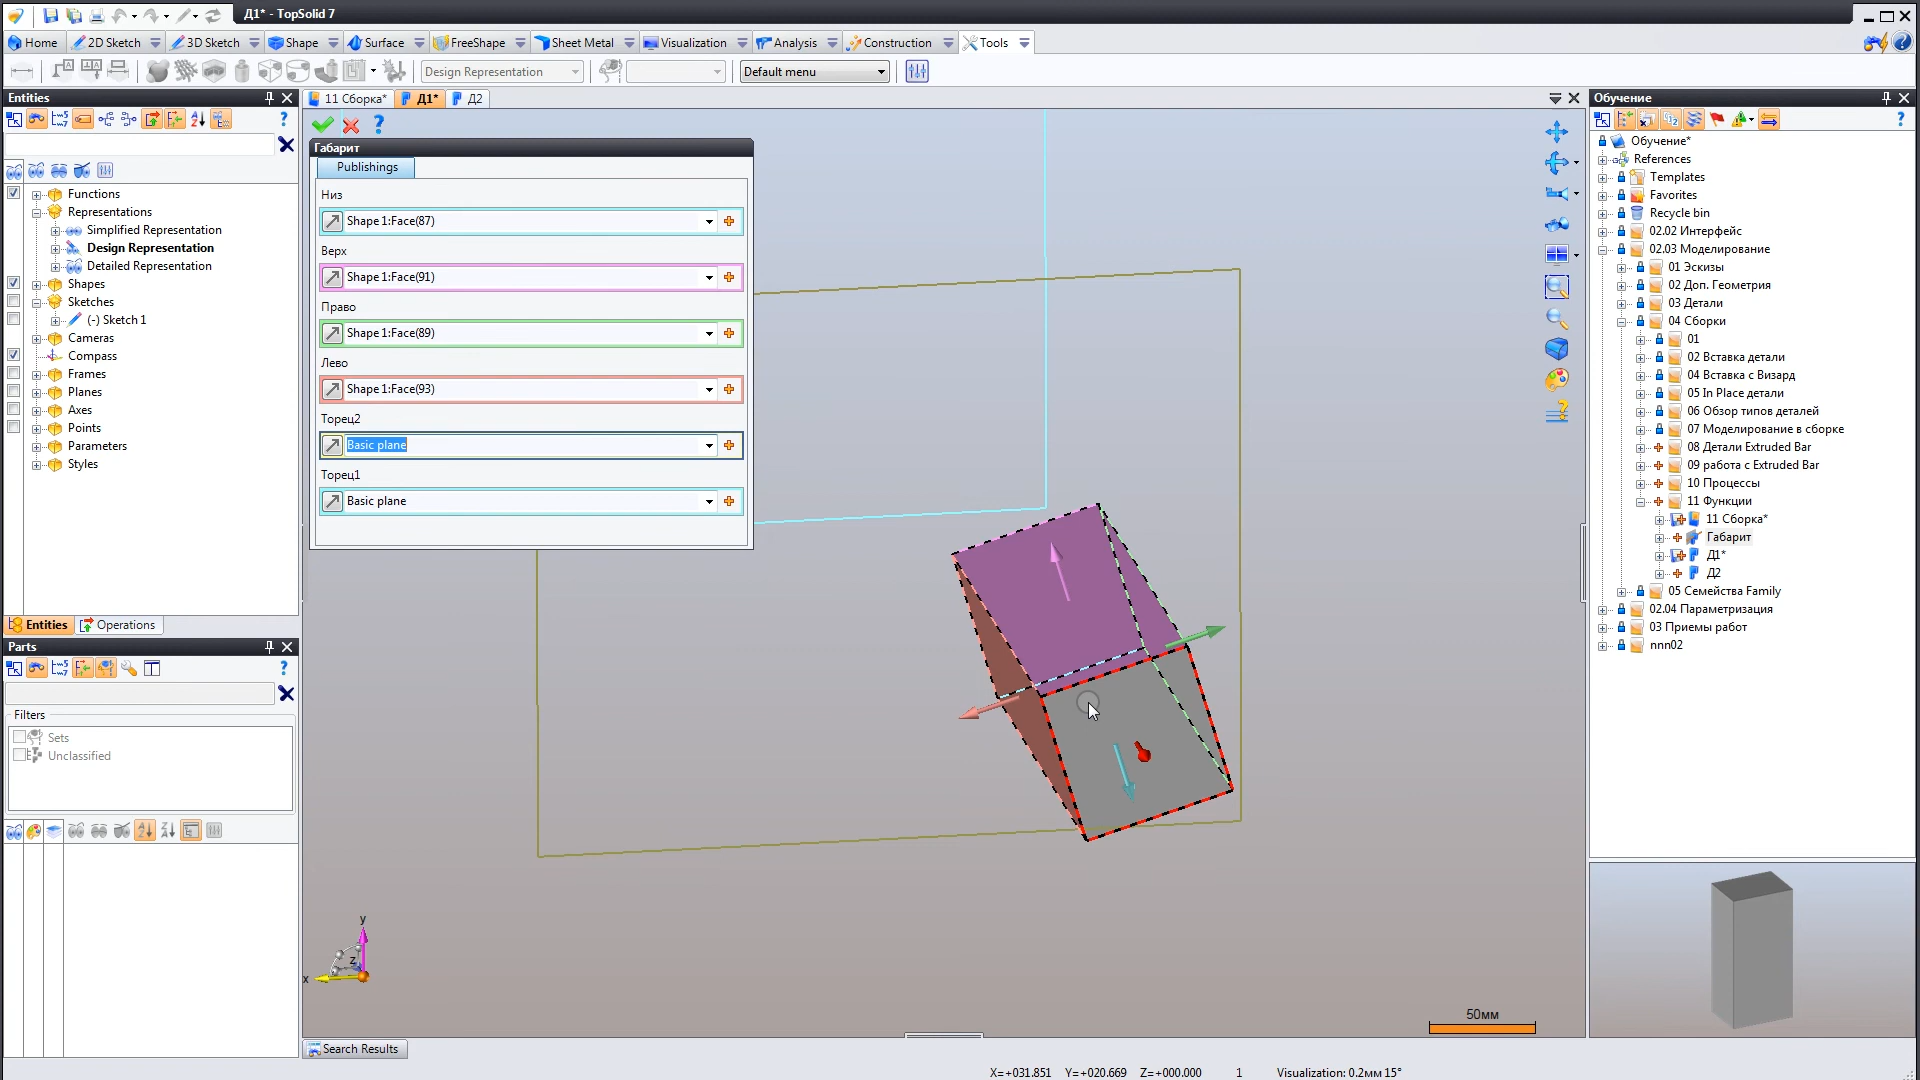 Д1* - TopSolid 7
Home
2D Sketch
3D Sketch
Shape
Surface
FreeShape
Sheet Metal
Visualization
Analysis
Construction
Tools
Design Representation
Default menu
Entities
11 Сборка*
Д1*
Д2
Functions
Representations
Simplified Representation
Design Representation
Detailed Representation
Shapes
Sketches
(-) Sketch 1
Cameras
Compass
Frames
Planes
Axes
Points
Parameters
Styles
Entities
Operations
Parts
Filters
Sets
Unclassified
Габарит
Publishings
Низ
Shape 1:Face(87)
Верх
Shape 1:Face(91)
Право
Shape 1:Face(89)
Лево
Shape 1:Face(93)
Торец2
Basic plane
Торец1
Basic plane
y
z
x
50мм
Search Results
X=+031.851 Y=+020.669 Z=+000.000 1 Visualization: 0.2мм 15°
Обучение
Обучение*
References
Templates
Favorites
Recycle bin
02.02 Интерфейс
02.03 Моделирование
01 Эскизы
02 Доп. Геометрия
03 Детали
04 Сборки
01
02 Вставка детали
04 Вставка с Визард
05 In Place детали
06 Обзор типов деталей
07 Моделирование в сборке
08 Детали Extruded Bar
09 работа с Extruded Bar
10 Процессы
11 Функции
11 Сборка*
Габарит
Д1*
Д2
05 Семейства Family
02.04 Параметризация
03 Приемы работ
nnn02